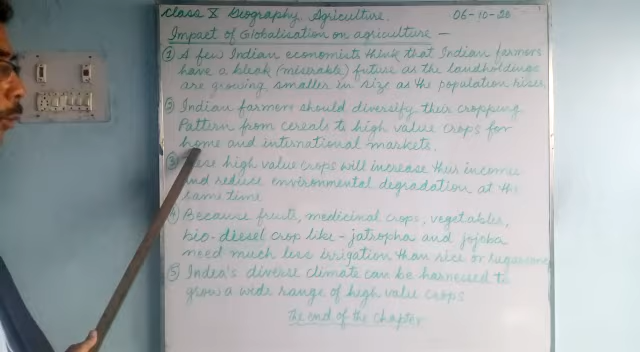 Class X Geography Agriculture. 06-10-20
Impact of Globalisation on agriculture —
① A few Indian economists think that Indian farmers
have a bleak (miserable) future as the landholdings
are growing smaller in size as the population rises.
② Indian farmers should diversify their cropping
Pattern from cereals to high value crops for
home and international markets.
③ high value crops will increase their income
and reduce environmental degradation at the
same time
④ Because fruits, medicinal crops, vegetables,
bio-diesel crop like - jatropha and jojoba
need much less irrigation than rice or sugarcane
⑤ India's diverse climate can be harnessed to
grow a wide range of high value crops
The end of the chapter